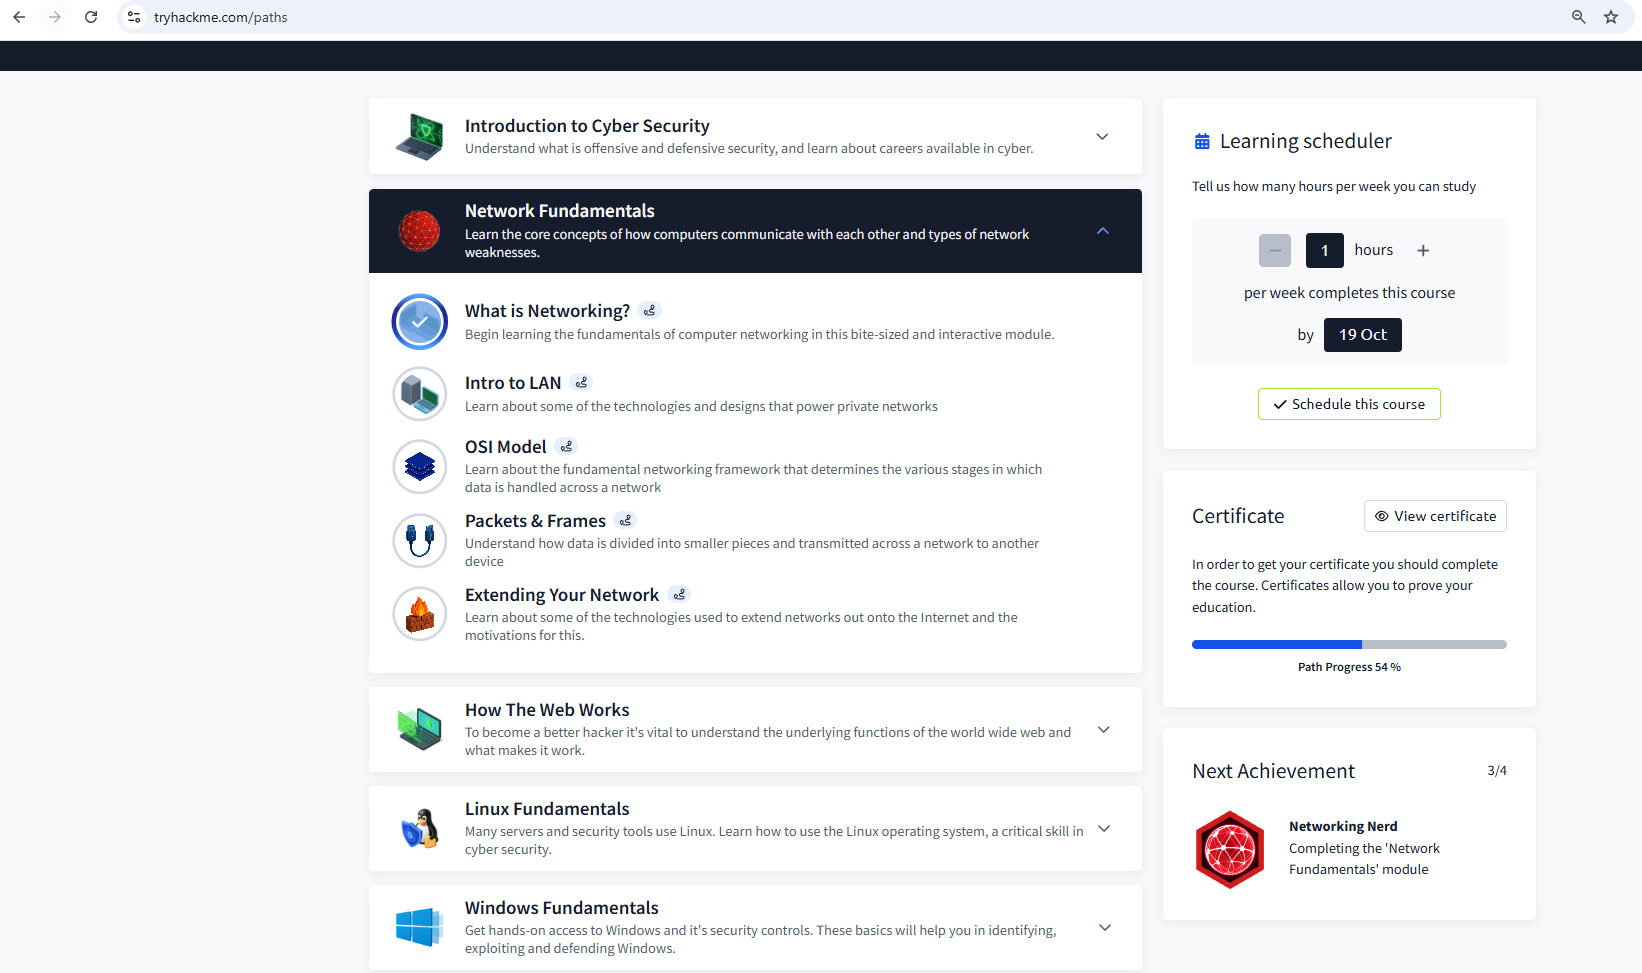 tryhackme.com/paths
Introduction to Cyber Security
Understand what is offensive and defensive security, and learn about careers available in cyber.
Network Fundamentals
Learn the core concepts of how computers communicate with each other and types of network
weaknesses.
What is Networking?
Begin learning the fundamentals of computer networking in this bite-sized and interactive module.
Intro to LAN
Learn about some of the technologies and designs that power private networks
OSI Model
Learn about the fundamental networking framework that determines the various stages in which
data is handled across a network
Packets & Frames
Understand how data is divided into smaller pieces and transmitted across a network to another
device
Extending Your Network
Learn about some of the technologies used to extend networks out onto the Internet and the
motivations for this.
How The Web Works
To become a better hacker it's vital to understand the underlying functions of the world wide web and
what makes it work.
Linux Fundamentals
Many servers and security tools use Linux. Learn how to use the Linux operating system, a critical skill in
cyber security.
Windows Fundamentals
Get hands-on access to Windows and it's security controls. These basics will help you in identifying,
exploiting and defending Windows.
Learning scheduler
Tell us how many hours per week you can study
1 hours
per week completes this course
by 19 Oct
Schedule this course
Certificate
View certificate
In order to get your certificate you should complete
the course. Certificates allow you to prove your
education.
Path Progress 54 %
Next Achievement 3/4
Networking Nerd
Completing the 'Network
Fundamentals' module